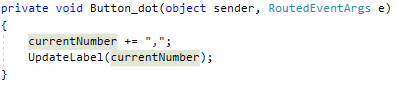 private void Button_dot(object sender, RoutedEventArgs e)
{
currentNumber += ",";
UpdateLabel(currentNumber);
}